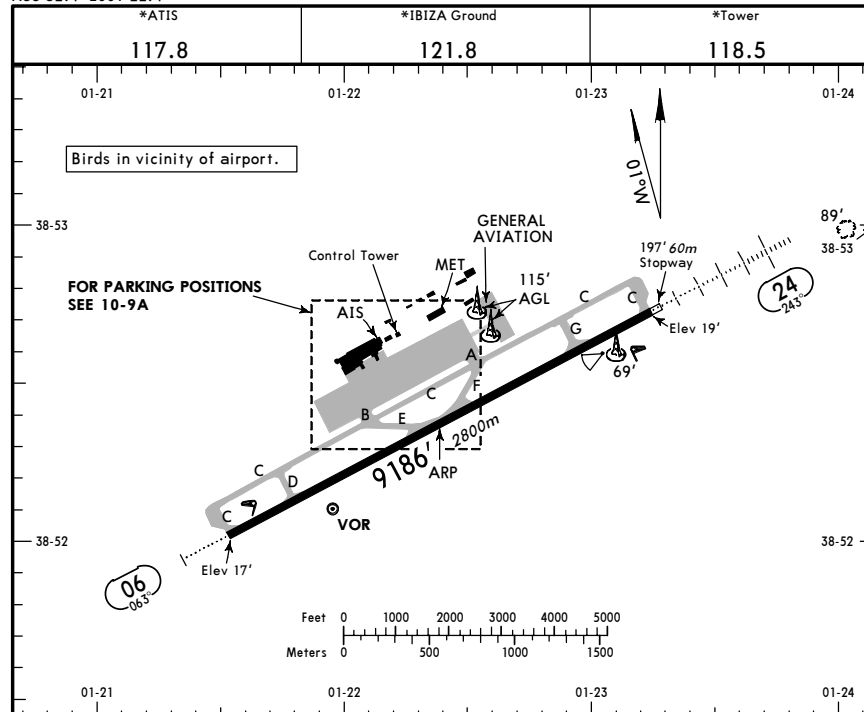 *ATIS *IBIZA Ground *Tower
117.8 121.8 118.5
01-21 01-22 01-23 01-24
Birds in vicinity of airport.
01°W
38-53
89'
38-53
GENERAL
AVIATION
197' 60m
Stopway
Control Tower
MET
115'
AGL
FOR PARKING POSITIONS
SEE 10-9A
AIS
C C
24
243°
Elev 19'
G
A
69'
F
C
B E
2800m
9186'
ARP
C
D
C
VOR
38-52
38-52
Elev 17'
06
063°
Feet 0 1000 2000 3000 4000 5000
Meters 0 500 1000 1500
01-21 01-22 01-23 01-24